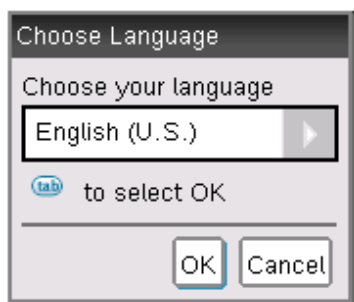 Choose Language
Choose your language
English (U.S.)
tab to select OK
OK Cancel